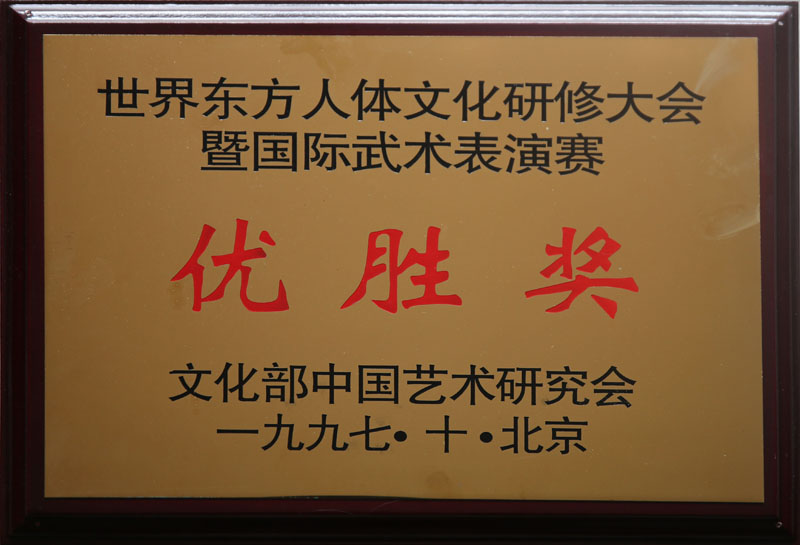 世界东方人体文化研修大会
暨国际武术表演赛
优胜奖
文化部中国艺术研究会
一九九七•十•北京